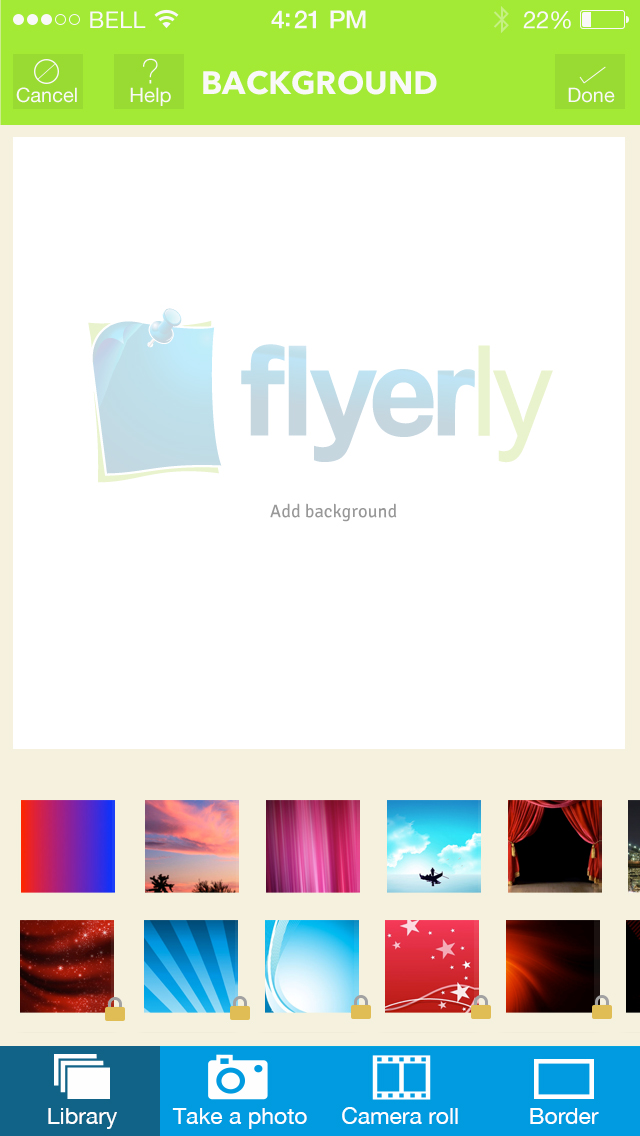 BELL 4:21 PM 22%
Cancel Help BACKGROUND Done
flyerly
Add background
Library Take a photo Camera roll Border